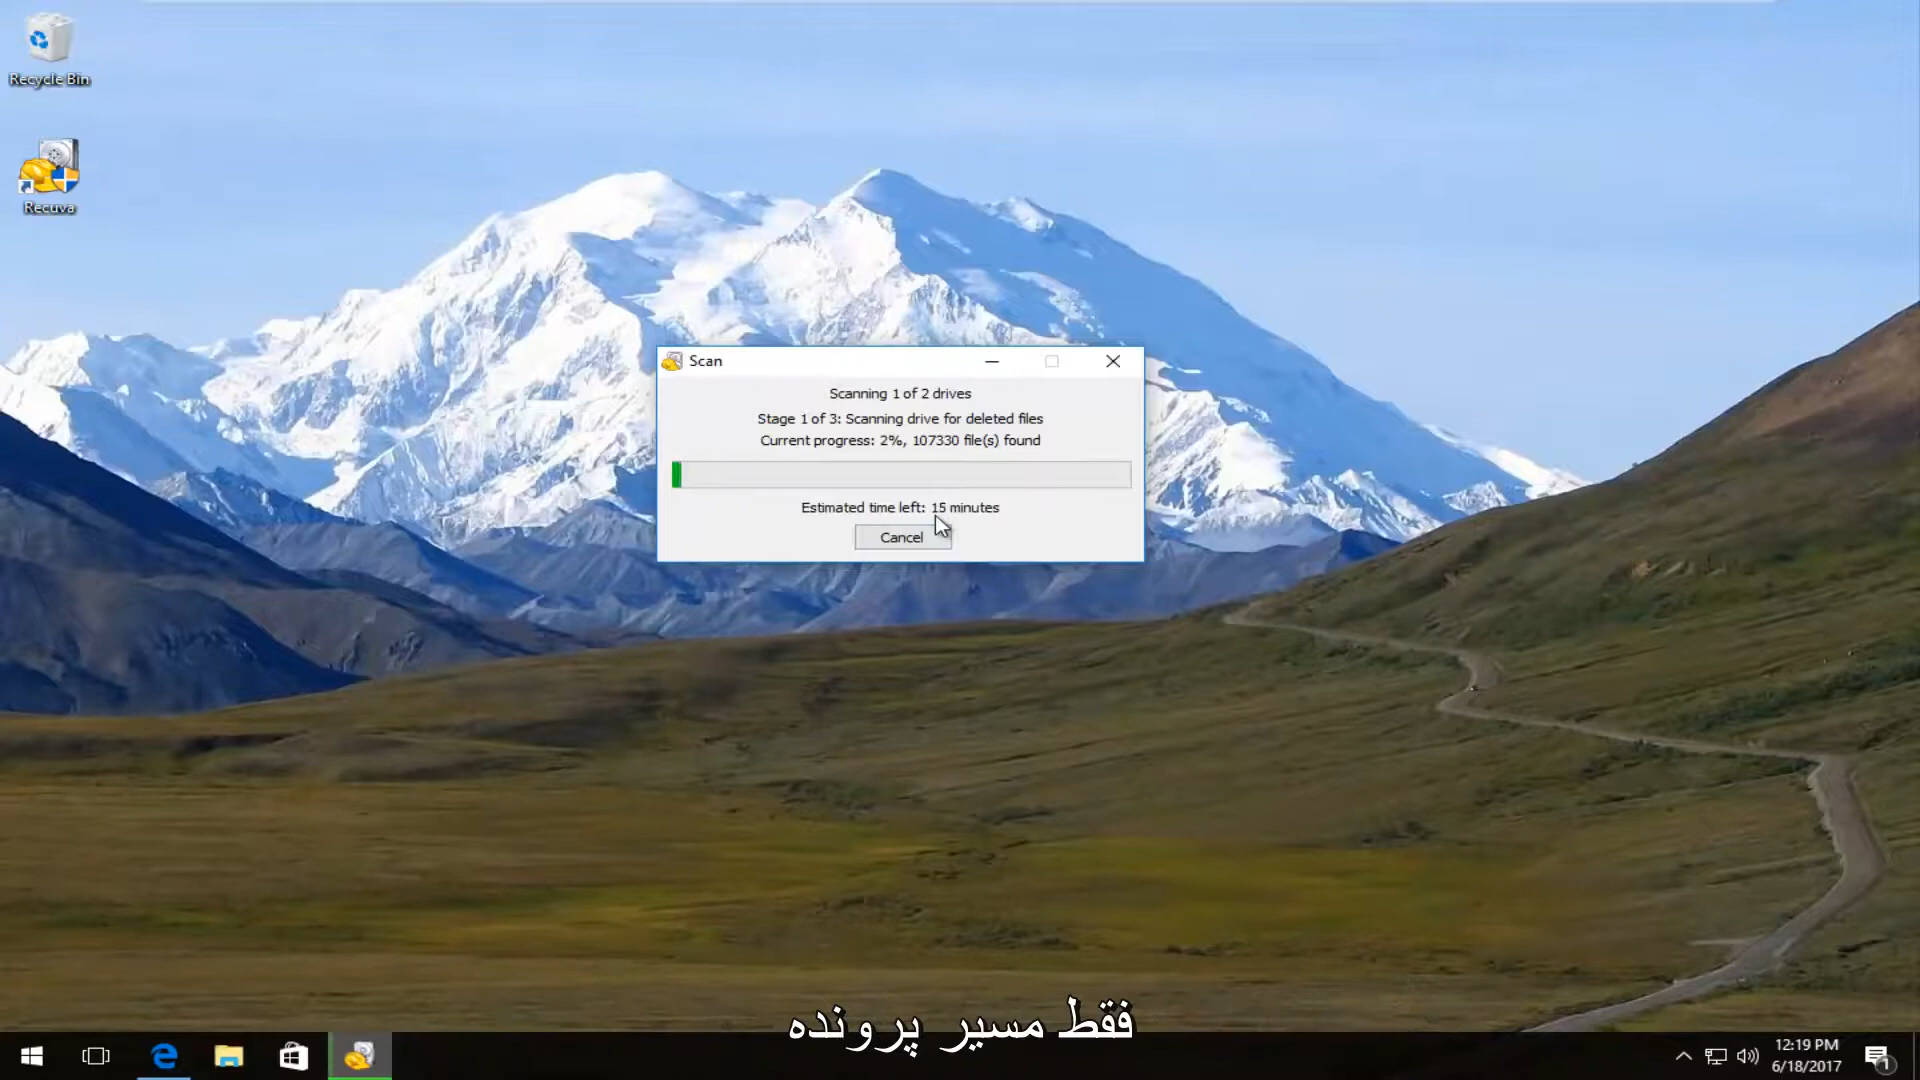 Recycle Bin
Recuva
Scan
Scanning 1 of 2 drives
Stage 1 of 3: Scanning drive for deleted files
Current progress: 2%, 107330 file(s) found
Estimated time left: 15 minutes
Cancel
فقط مسیر پرونده
12:19 PM
6/18/2017
1